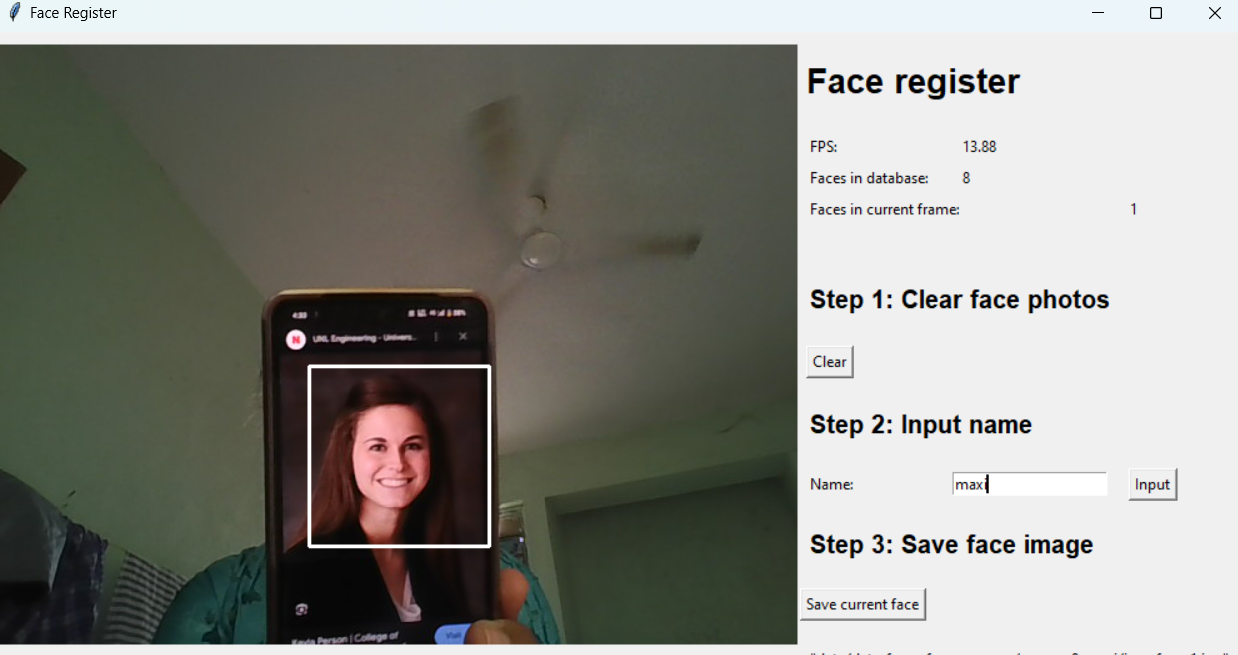 Face Register
Face register
FPS: 13.88
Faces in database: 8
Faces in current frame: 1
Step 1: Clear face photos
Clear
Step 2: Input name
Name: maxi Input
Step 3: Save face image
Save current face
4:33
N UNL Engineering - Univers...
Kayla Person | College of
Visit